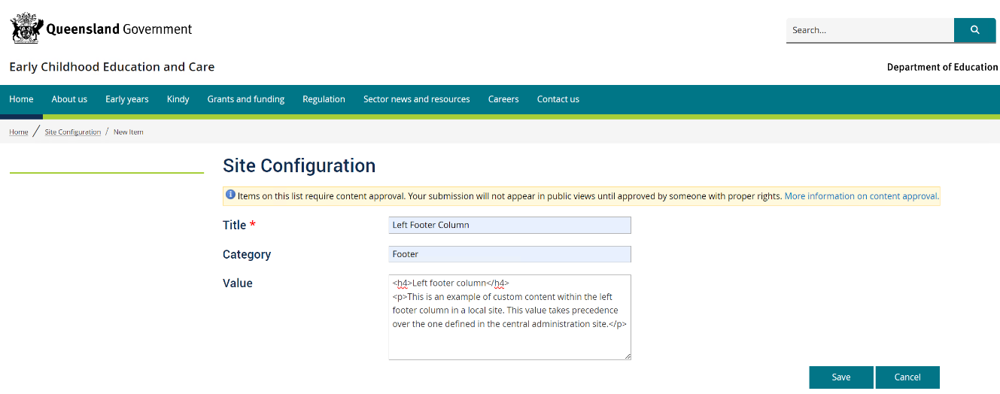 Queensland Government
Search...
Early Childhood Education and Care
Department of Education
Home About us Early years Kindy Grants and funding Regulation Sector news and resources Careers Contact us
Home / Site Configuration / New Item
Site Configuration
Items on this list require content approval. Your submission will not appear in public views until approved by someone with proper rights. More information on content approval.
Title *
Left Footer Column
Category
Footer
Value
<h4>Left footer column</h4>
<p>This is an example of custom content within the left
footer column in a local site. This value takes precedence
over the one defined in the central administration site.</p>
Save Cancel